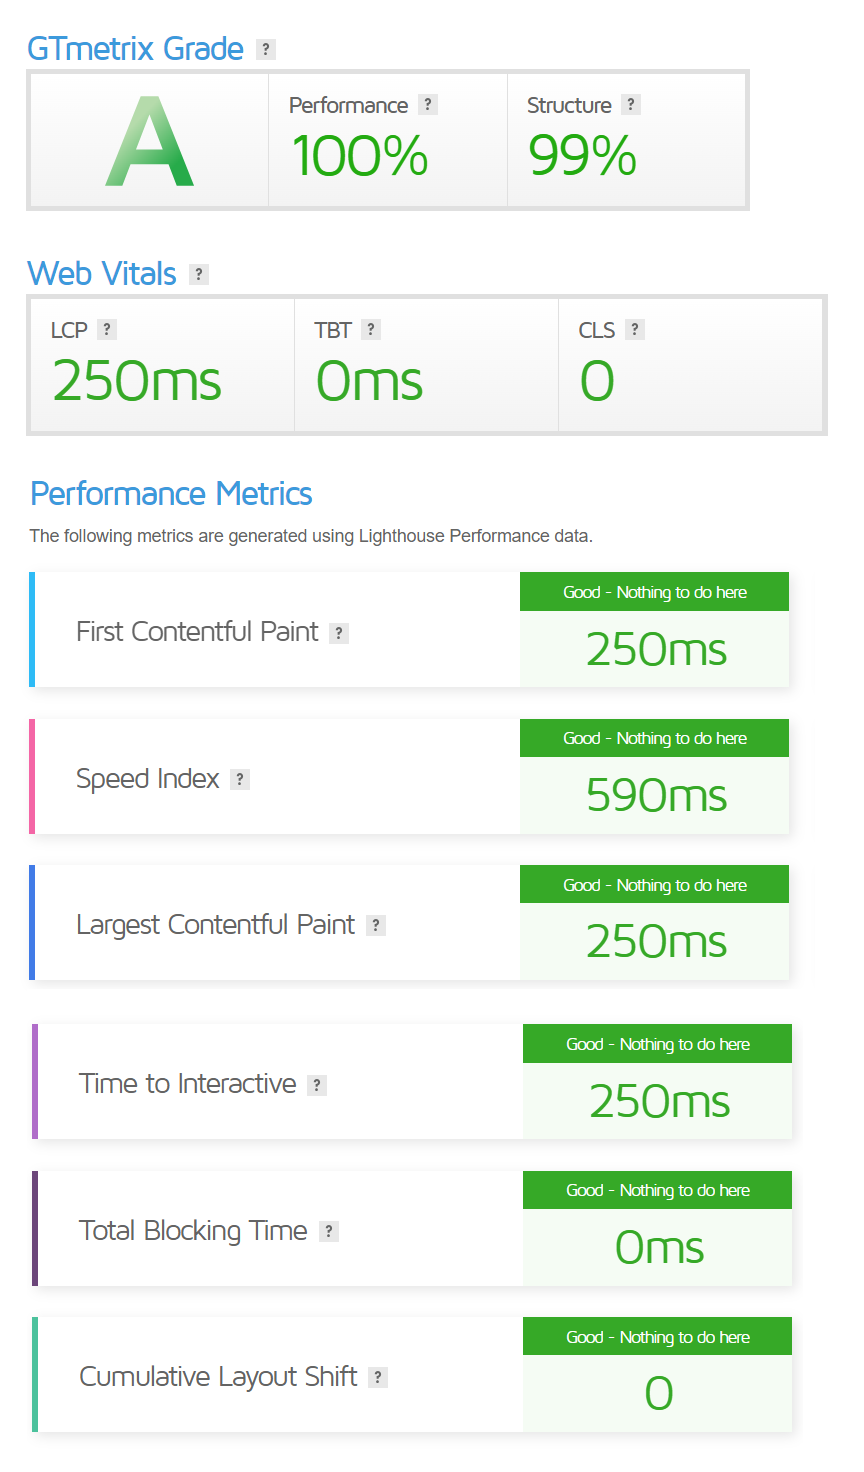 GTmetrix Grade ?
A
Performance ?
100%
Structure ?
99%
Web Vitals ?
LCP ?
250ms
TBT ?
0ms
CLS ?
0
Performance Metrics
The following metrics are generated using Lighthouse Performance data.
First Contentful Paint ?
Good - Nothing to do here
250ms
Speed Index ?
Good - Nothing to do here
590ms
Largest Contentful Paint ?
Good - Nothing to do here
250ms
Time to Interactive ?
Good - Nothing to do here
250ms
Total Blocking Time ?
Good - Nothing to do here
0ms
Cumulative Layout Shift ?
Good - Nothing to do here
0